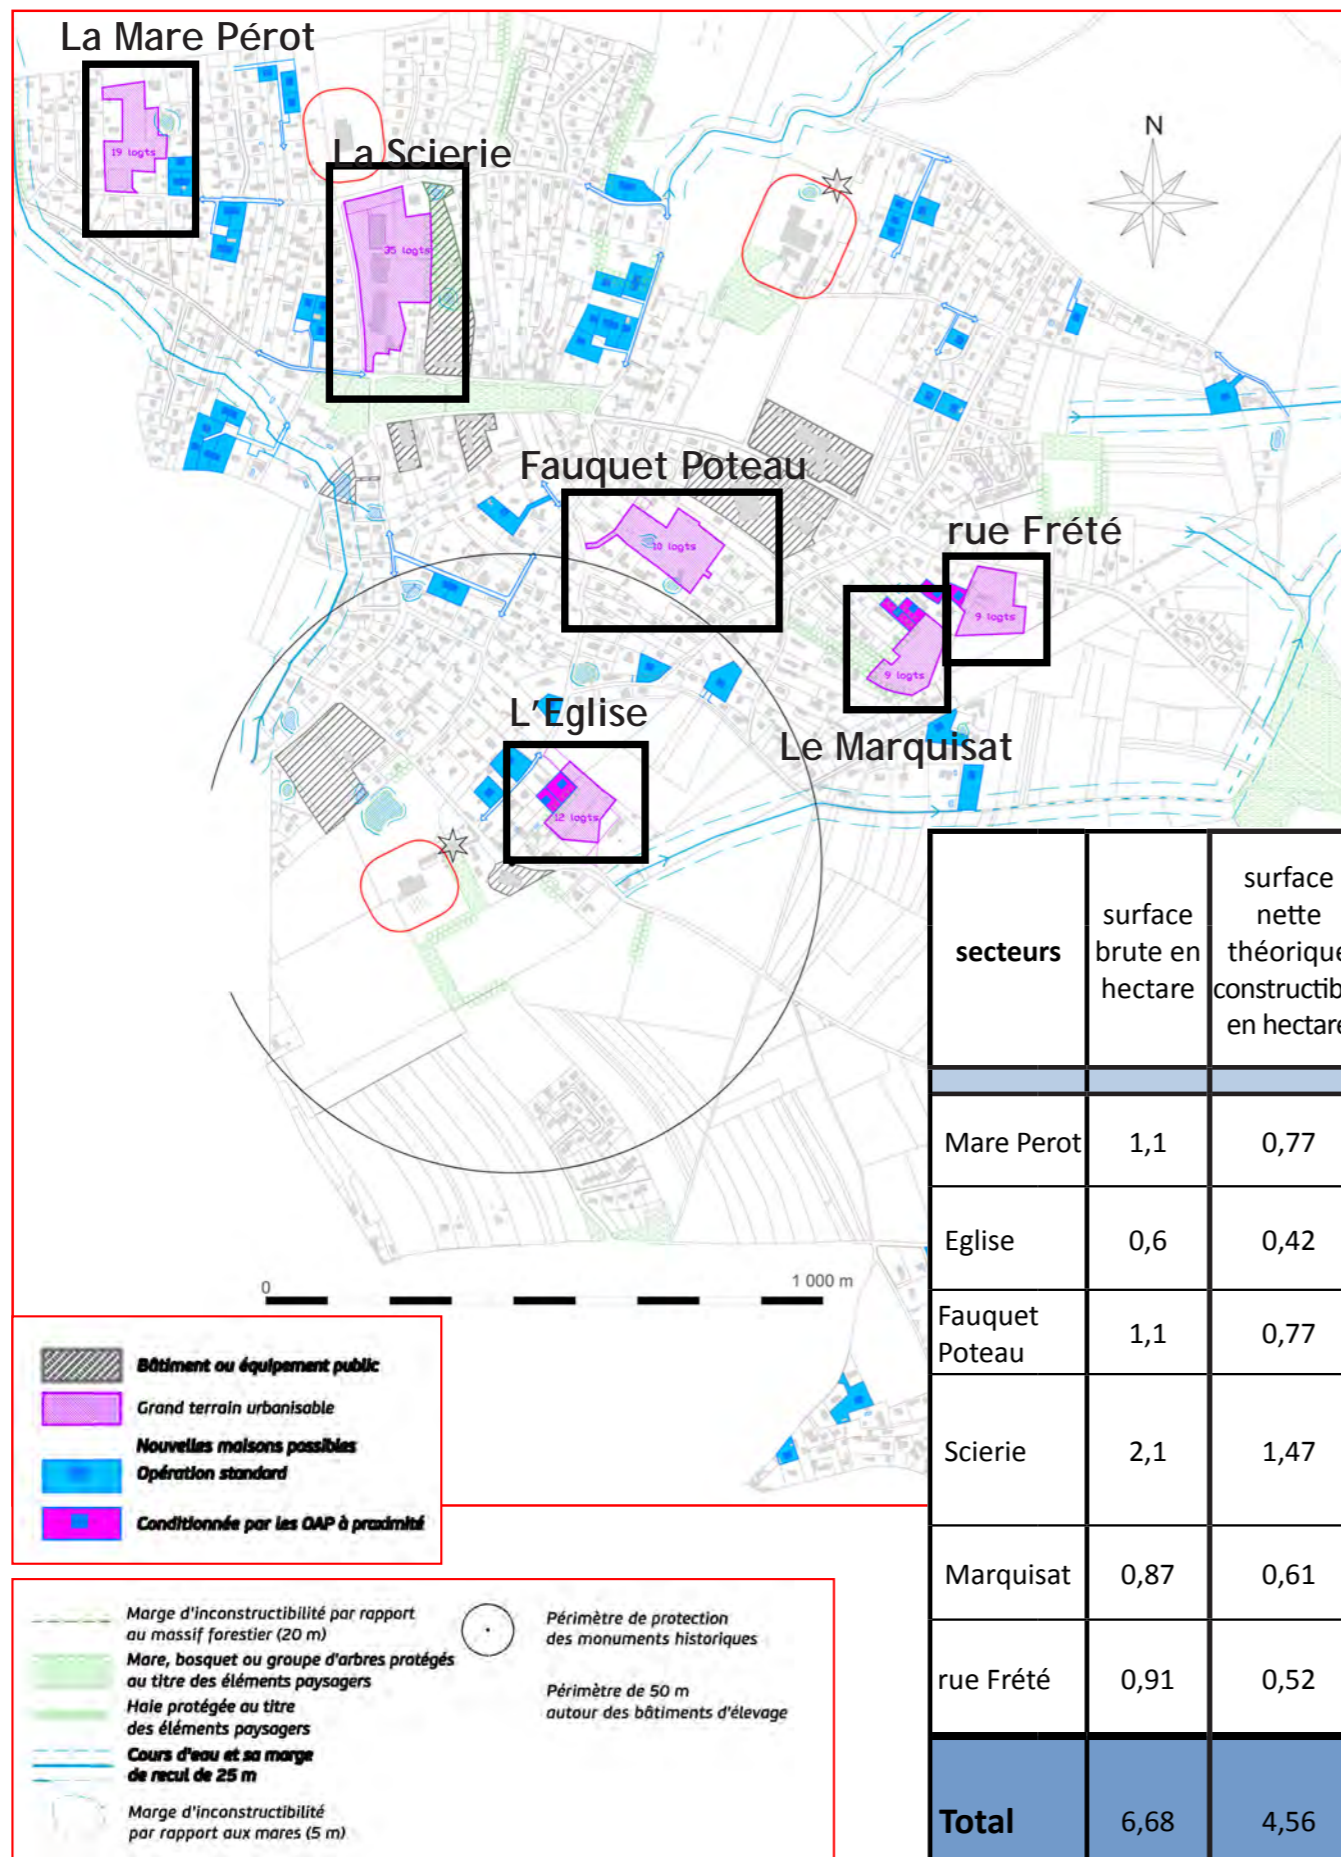 La Mare Pérot
La Scierie
N
19 logts
35 logts
Fauquet Poteau
rue Frété
10 logts
9 logts
9 logts
L'Eglise
Le Marquisat
12 logts
0
1 000 m
secteurs
surface
brute en
hectare
surface
nette
théorique
constructib
en hectare
Mare Perot 1,1 0,77
Eglise 0,6 0,42
Fauquet
Poteau 1,1 0,77
Scierie 2,1 1,47
Marquisat 0,87 0,61
rue Frété 0,91 0,52
Total 6,68 4,56
Bâtiment ou équipement public
Grand terrain urbanisable
Nouvelles maisons possibles
Opération standard
Conditionnée par les OAP à proximité
Marge d'inconstructibilité par rapport
au massif forestier (20 m)
Mare, bosquet ou groupe d'arbres protégés
au titre des éléments paysagers
Haie protégée au titre
des éléments paysagers
Cours d'eau et sa marge
de recul de 25 m
Marge d'inconstructibilité
par rapport aux mares (5 m)
Périmètre de protection
des monuments historiques
Périmètre de 50 m
autour des bâtiments d'élevage